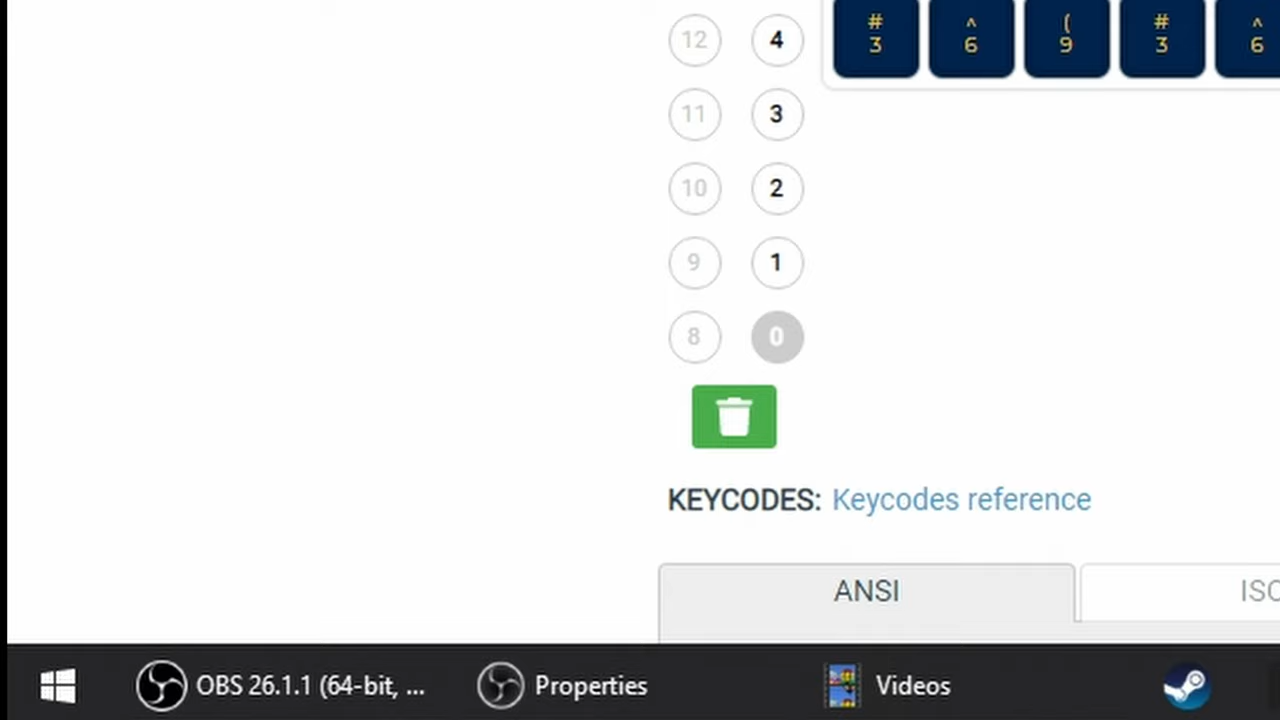 12 4 # ^ ( # ^
3 6 9 3 6
11 3
10 2
9 1
8 0
KEYCODES: Keycodes reference
ANSI ISO
OBS 26.1.1 (64-bit, ... Properties Videos